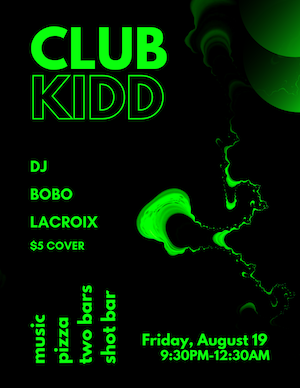 CLUB
KIDD
DJ
BOBO
LACROIX
$5 COVER
music
pizza
two bars
shot bar
Friday, August 19
9:30PM-12:30AM